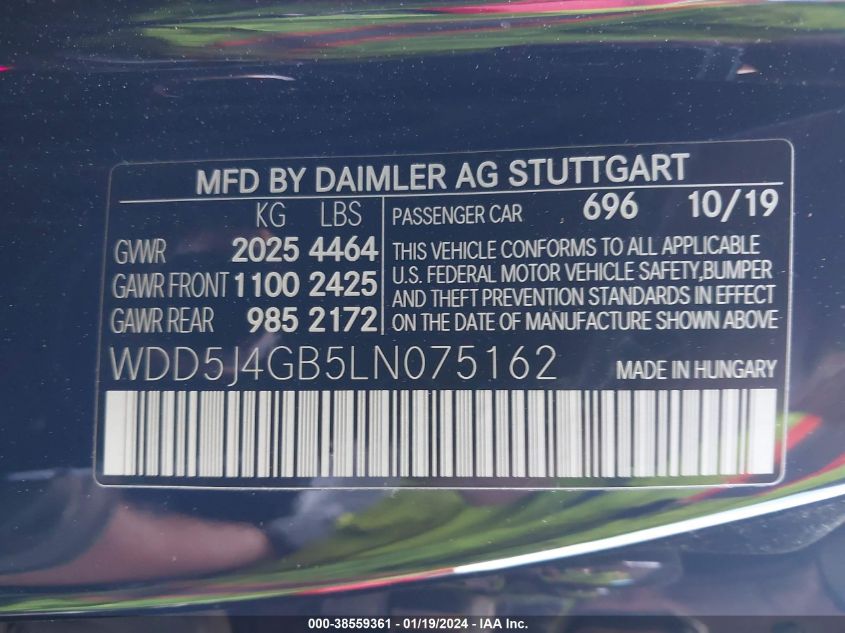 MFD BY DAIMLER AG STUTTGART
KG LBS
GVWR 2025 4464
GAWR FRONT 1100 2425
GAWR REAR 985 2172
PASSENGER CAR 696 10/19
THIS VEHICLE CONFORMS TO ALL APPLICABLE
U.S. FEDERAL MOTOR VEHICLE SAFETY,BUMPER
AND THEFT PREVENTION STANDARDS IN EFFECT
ON THE DATE OF MANUFACTURE SHOWN ABOVE
WDD5J4GB5LN075162 MADE IN HUNGARY
000-38559361 - 01/19/2024 - IAA Inc.